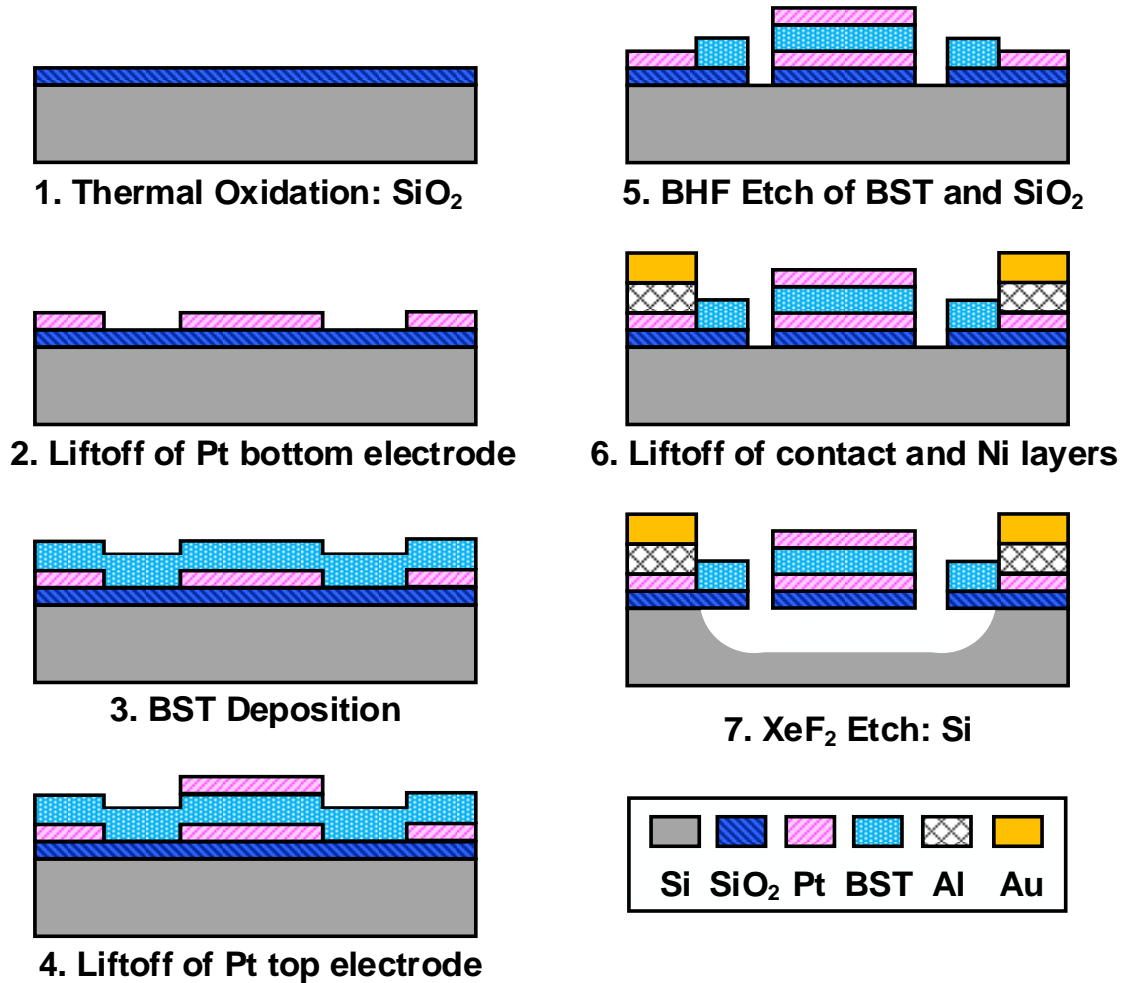 1. Thermal Oxidation: SiO₂
2. Liftoff of Pt bottom electrode
3. BST Deposition
4. Liftoff of Pt top electrode
5. BHF Etch of BST and SiO₂
6. Liftoff of contact and Ni layers
7. XeF₂ Etch: Si
Si SiO₂ Pt BST Al Au